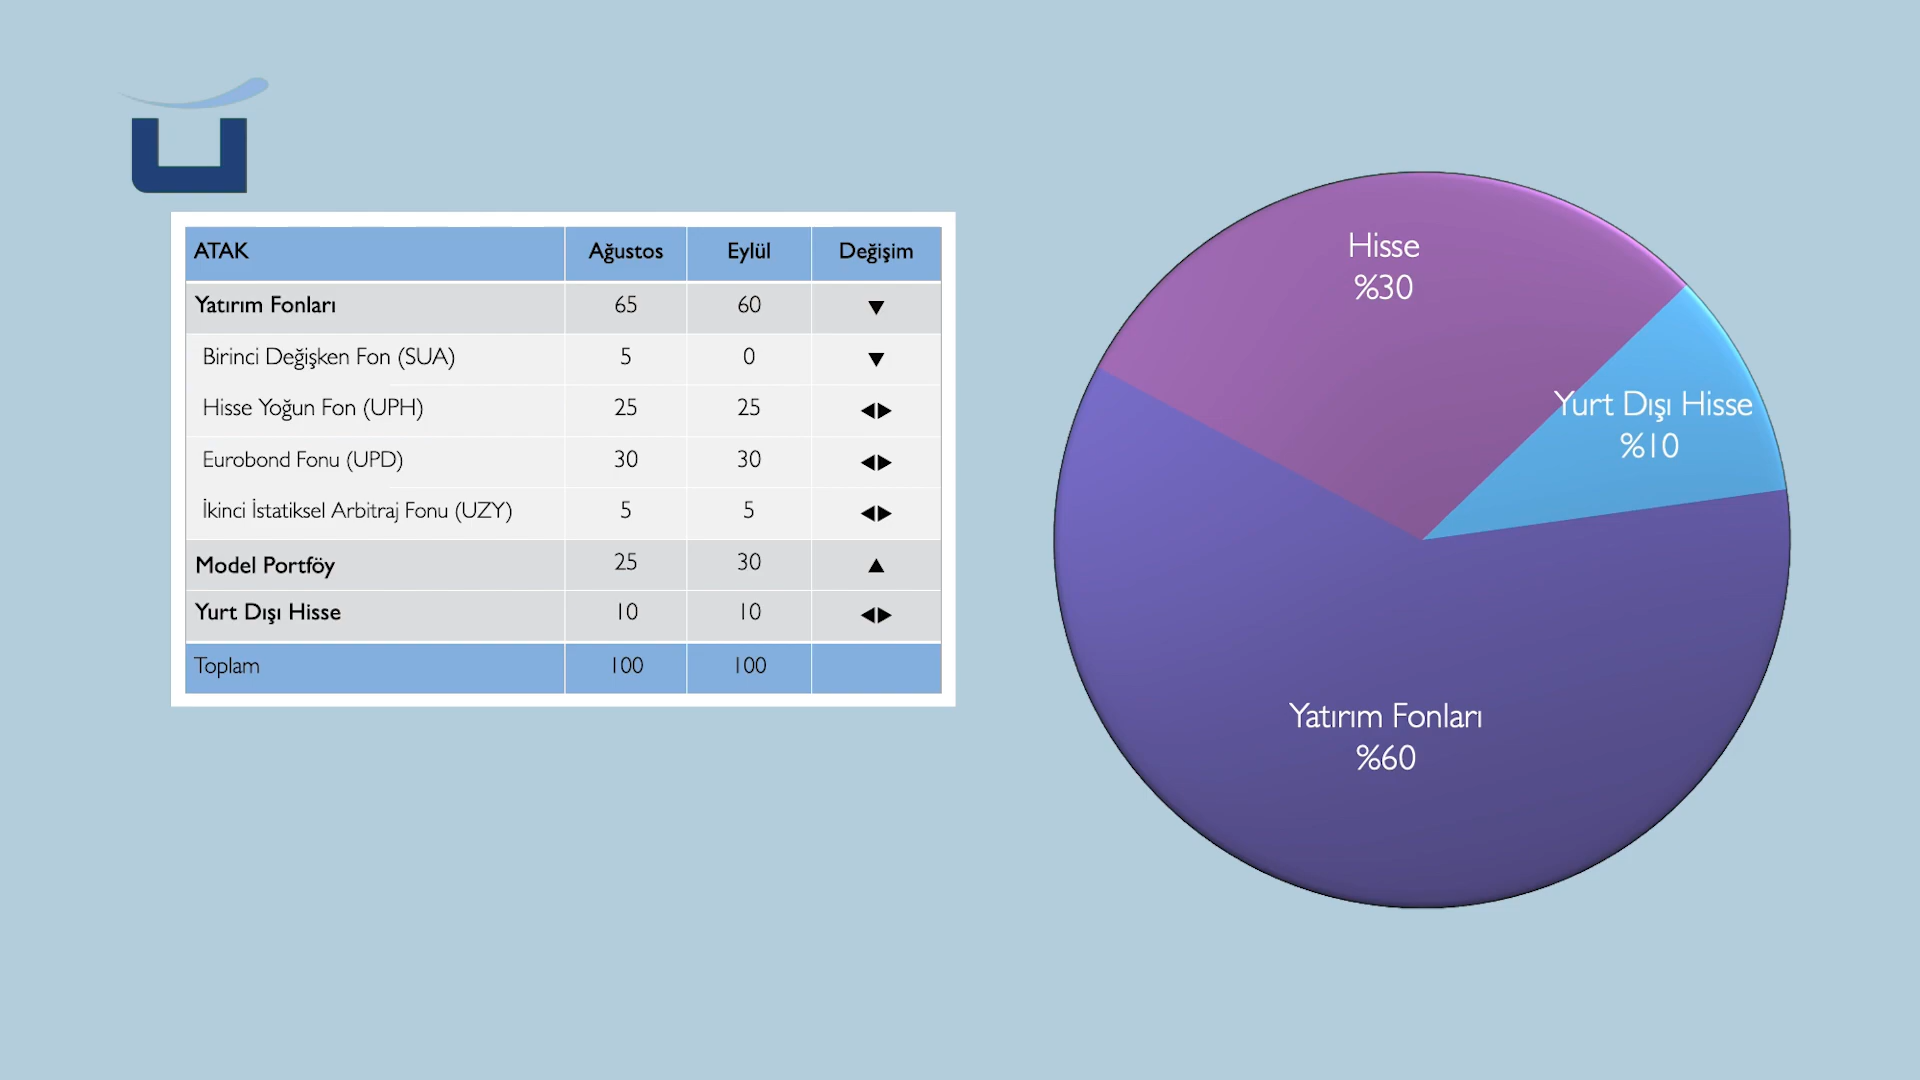 ATAK Ağustos Eylül Değişim
Yatırım Fonları 65 60 ▼
Birinci Değişken Fon (SUA) 5 0 ▼
Hisse Yoğun Fon (UPH) 25 25 ◀▶
Eurobond Fonu (UPD) 30 30 ◀▶
İkinci İstatiksel Arbitraj Fonu (UZY) 5 5 ◀▶
Model Portföy 25 30 ▲
Yurt Dışı Hisse 10 10 ◀▶
Toplam 100 100
Hisse
%30
Yurt Dışı Hisse
%10
Yatırım Fonları
%60